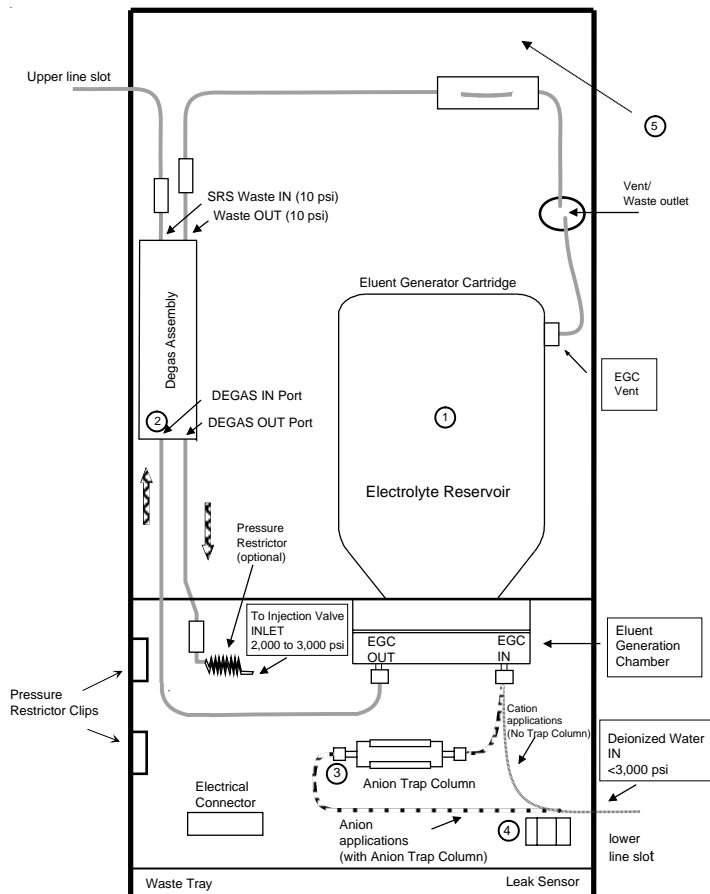 Upper line slot
5
SRS Waste IN (10 psi)
Waste OUT (10 psi)
Vent/
Waste outlet
Eluent Generator Cartridge
Degas Assembly
EGC
Vent
DEGAS IN Port
2
DEGAS OUT Port
1
Electrolyte Reservoir
Pressure
Restrictor
(optional)
To Injection Valve
INLET
2,000 to 3,000 psi
EGC
OUT
EGC
IN
Eluent
Generation
Chamber
Pressure
Restrictor Clips
Cation
applications
(No Trap Column)
Deionized Water
IN
<3,000 psi
3
Anion Trap Column
Electrical
Connector
Anion
applications
(with Anion Trap Column)
4
lower
line slot
Waste Tray
Leak Sensor